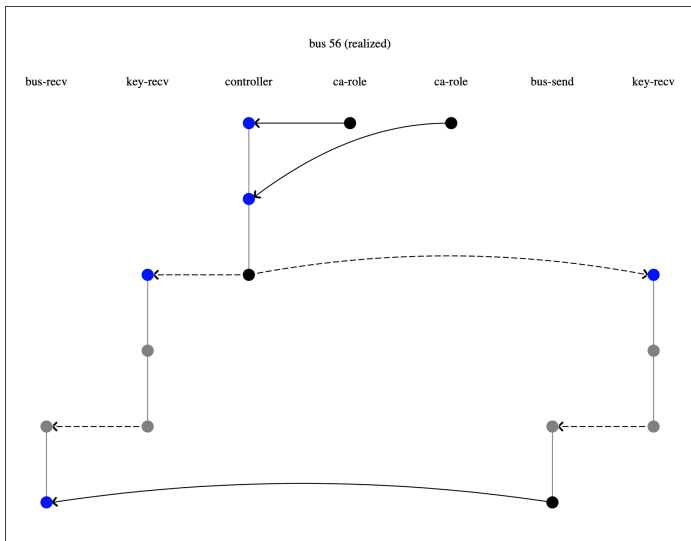 bus 56 (realized)
bus-recv key-recv controller ca-role ca-role bus-send key-recv